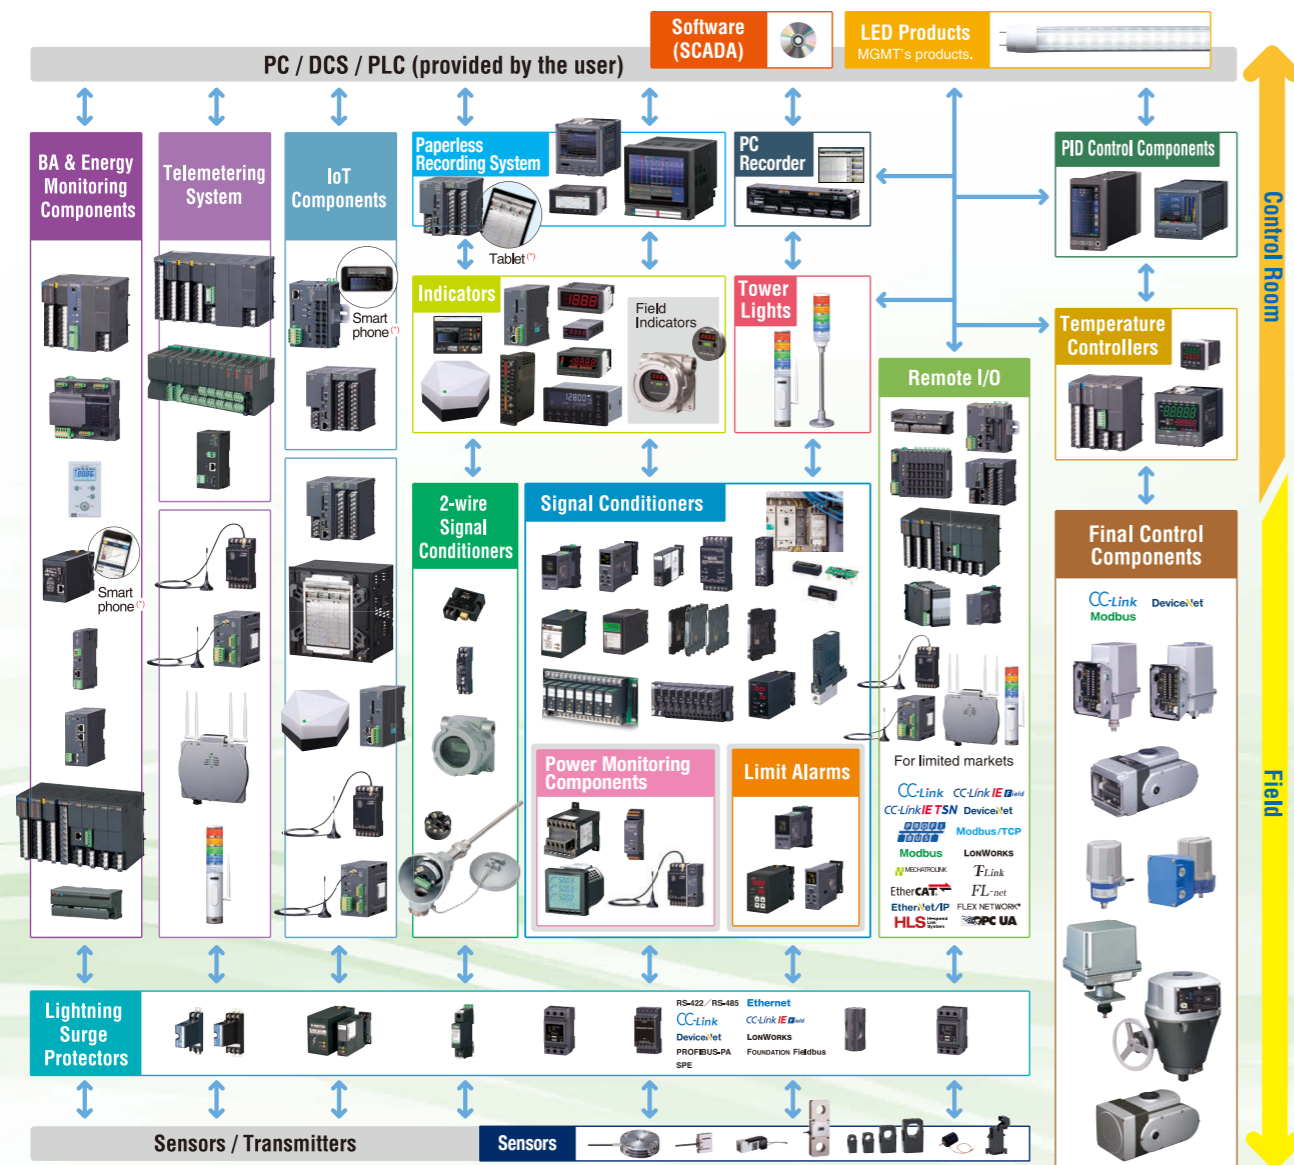 Software
(SCADA)
LED Products
MGMT's products.
PC / DCS / PLC (provided by the user)
BA & Energy
Monitoring
Components
Telemetering
System
IoT
Components
Paperless
Recording System
PC
Recorder
PID Control Components
Control Room
Tablet(*)
Smart
phone(*)
Indicators
Field
Indicators
Tower
Lights
Temperature
Controllers
Remote I/O
2-wire
Signal
Conditioners
Signal Conditioners
Final Control
Components
CC-Link
DeviceNet
Modbus
Smart
phone(*)
Power Monitoring
Components
Limit Alarms
For limited markets
CC-Link
CC-Link IE Field
CC-Link IE TSN
DeviceNet
PROFIBUS
Modbus/TCP
Modbus
LONWORKS
MECHATROLINK
T-Link
EtherCAT
FL-net
EtherNet/IP
FLEX NETWORK®
HLS Hi-speed Link System
OPC UA
Field
Lightning
Surge
Protectors
RS-422／RS-485
Ethernet
CC-Link
CC-Link IE Field
DeviceNet
LONWORKS
PROFIBUS-PA
FOUNDATION Fieldbus
SPE
Sensors / Transmitters
Sensors